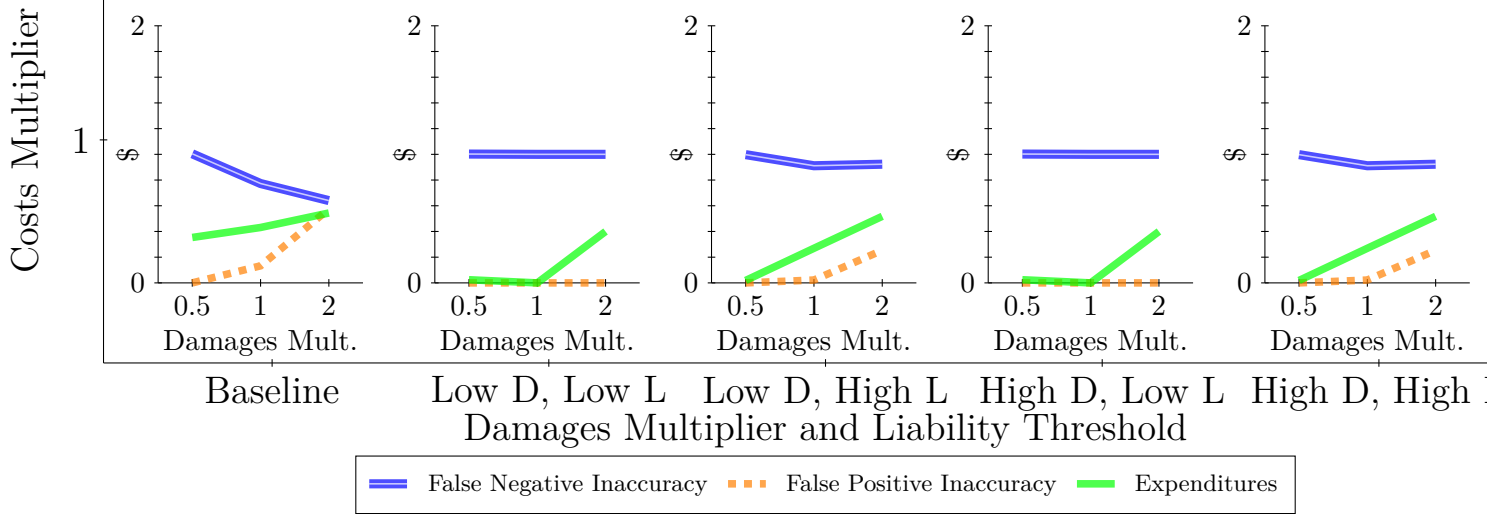 Costs Multiplier
1
2
$
0
0.5 1 2
Damages Mult.
Baseline
2
$
0
0.5 1 2
Damages Mult.
Low D, Low L
2
$
0
0.5 1 2
Damages Mult.
Low D, High L
2
$
0
0.5 1 2
Damages Mult.
High D, Low L
2
$
0
0.5 1 2
Damages Mult.
High D, High
Damages Multiplier and Liability Threshold
False Negative Inaccuracy False Positive Inaccuracy Expenditures